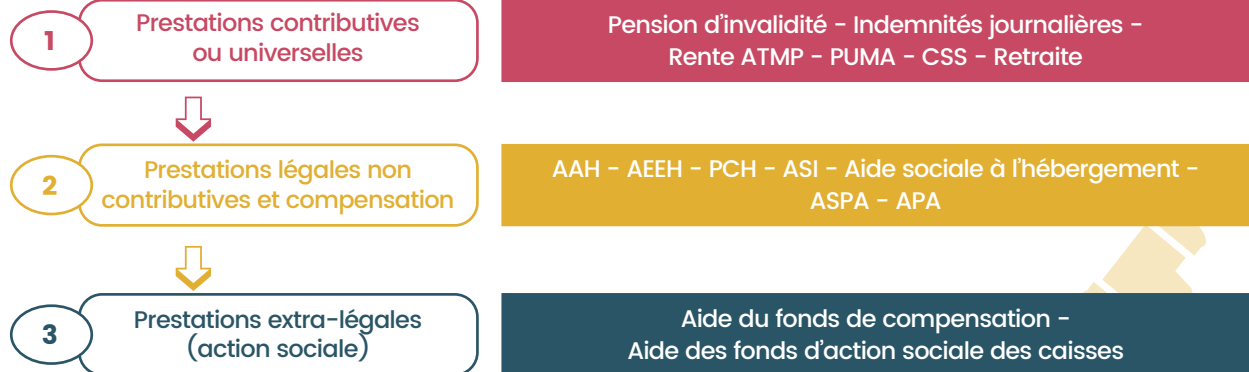 1
Prestations contributives
ou universelles
Pension d’invalidité - Indemnités journalières -
Rente ATMP - PUMA - CSS - Retraite
2
Prestations légales non
contributives et compensation
AAH - AEEH - PCH - ASI - Aide sociale à l’hébergement -
ASPA - APA
3
Prestations extra-légales
(action sociale)
Aide du fonds de compensation -
Aide des fonds d’action sociale des caisses